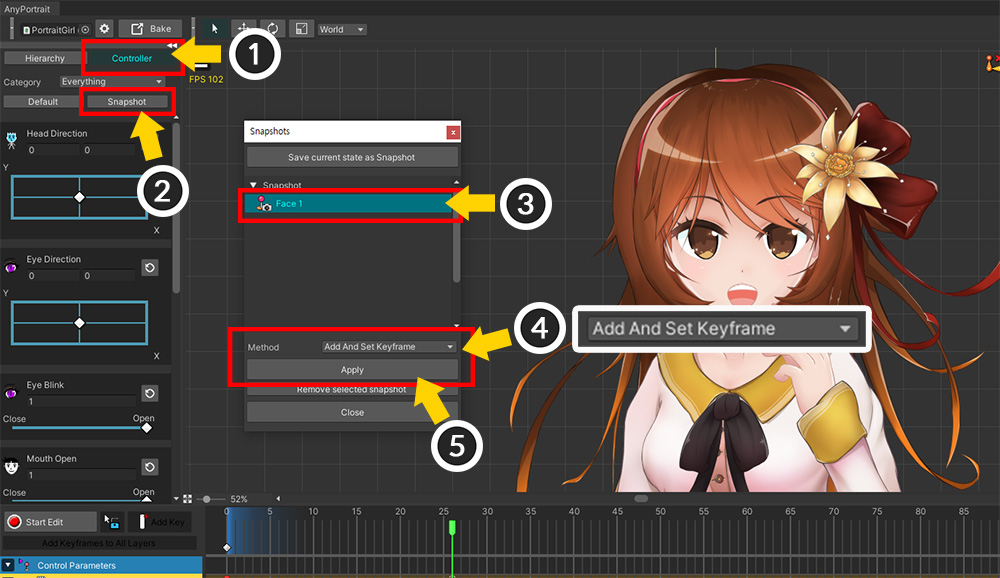 AnyPortrait
PortraitGirl
Bake
World
Hierarchy
Controller
1
FPS 102
Category
Everything
Default
Snapshot
2
Head Direction
0
0
Y
X
Eye Direction
0
0
Y
X
Eye Blink
1
Close
Open
Mouth Open
1
Close
Open
Snapshots
x
Save current state as Snapshot
Snapshot
Face 1
3
Method
Add And Set Keyframe
4
Add And Set Keyframe
Apply
5
Remove selected snapshot
Close
52%
Start Edit
Add Key
Add Keyframes to All Layers
Control Parameters
0 5 10 15 20 25 30 35 40 45 50 55 60 65 70 75 80 85